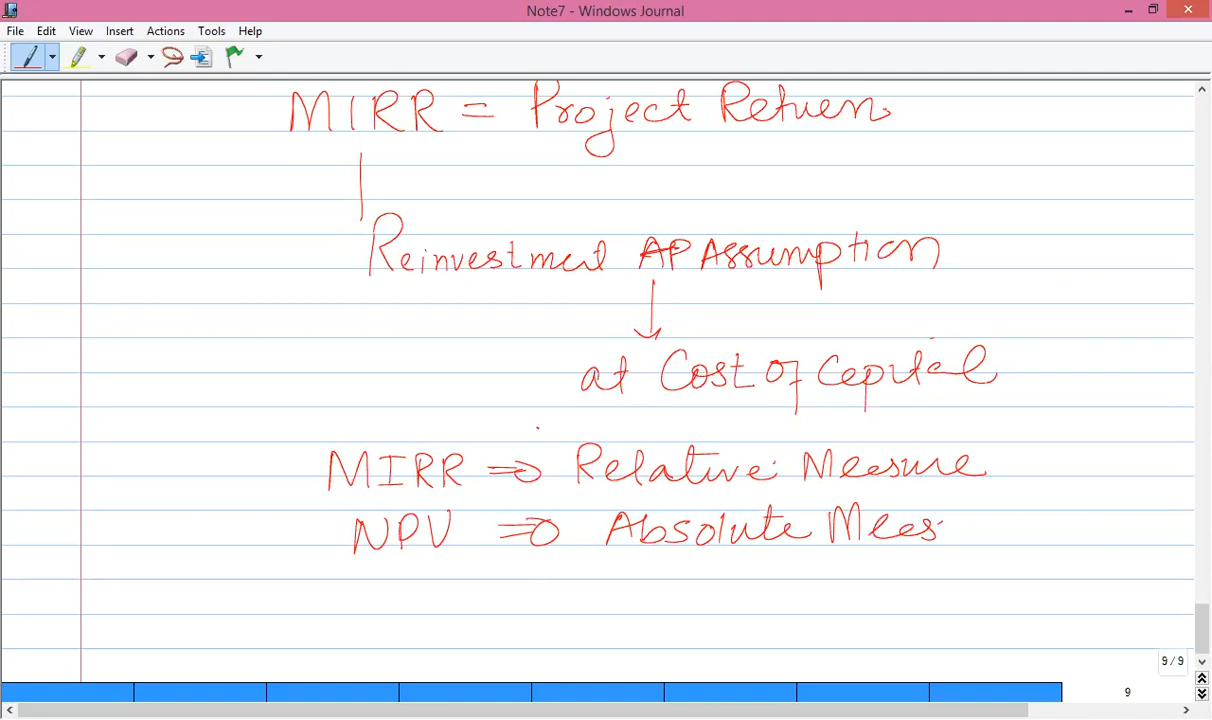 Note7 - Windows Journal
File Edit View Insert Actions Tools Help
MIRR = Project Return
Reinvestment AP Assumption
at Cost of Capital
MIRR ⇒ Relative Measure
NPV ⇒ Absolute Meas
9 / 9
9